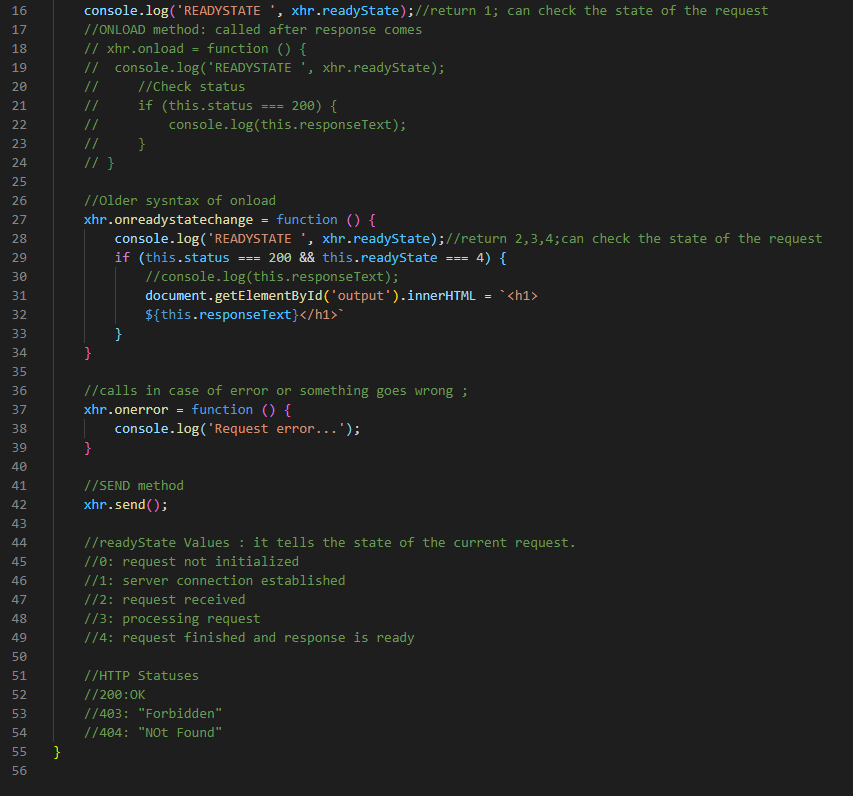 16 console.log('READYSTATE ', xhr.readyState);//return 1; can check the state of the request
17 //ONLOAD method: called after response comes
18 // xhr.onload = function () {
19 //  console.log('READYSTATE ', xhr.readyState);
20 //     //Check status
21 //     if (this.status === 200) {
22 //         console.log(this.responseText);
23 //     }
24 // }
25
26 //Older sysntax of onload
27 xhr.onreadystatechange = function () {
28     console.log('READYSTATE ', xhr.readyState);//return 2,3,4;can check the state of the request
29     if (this.status === 200 && this.readyState === 4) {
30         //console.log(this.responseText);
31         document.getElementById('output').innerHTML = `<h1>
32         ${this.responseText}</h1>`
33     }
34 }
35
36 //calls in case of error or something goes wrong ;
37 xhr.onerror = function () {
38     console.log('Request error...');
39 }
40
41 //SEND method
42 xhr.send();
43
44 //readyState Values : it tells the state of the current request.
45 //0: request not initialized
46 //1: server connection established
47 //2: request received
48 //3: processing request
49 //4: request finished and response is ready
50
51 //HTTP Statuses
52 //200:OK
53 //403: "Forbidden"
54 //404: "NOt Found"
55 }
56